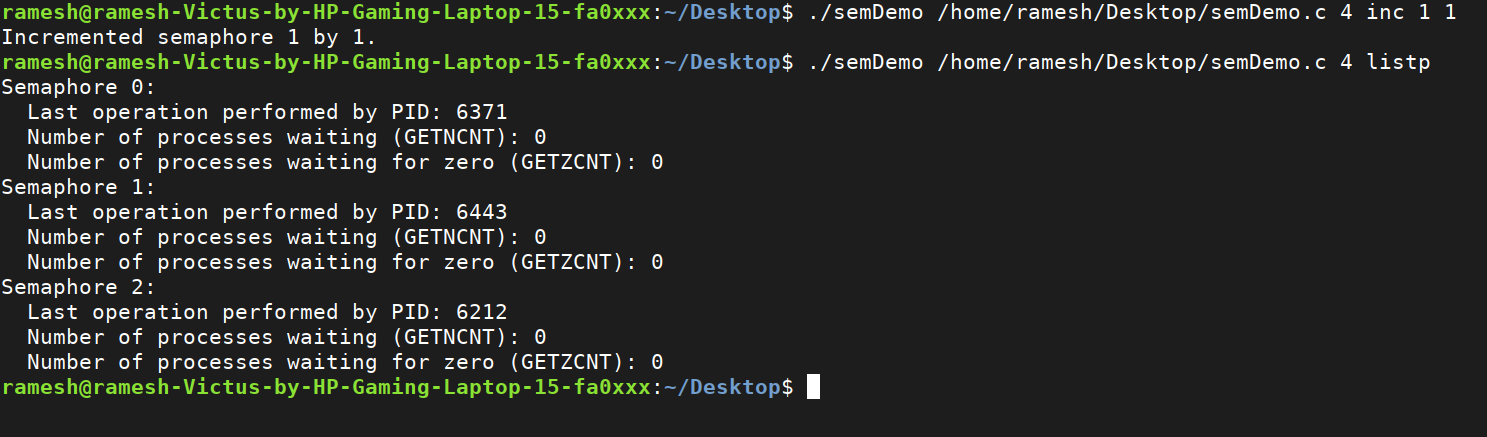 ramesh@ramesh-Victus-by-HP-Gaming-Laptop-15-fa0xxx:~/Desktop$ ./semDemo /home/ramesh/Desktop/semDemo.c 4 inc 1 1
Incremented semaphore 1 by 1.
ramesh@ramesh-Victus-by-HP-Gaming-Laptop-15-fa0xxx:~/Desktop$ ./semDemo /home/ramesh/Desktop/semDemo.c 4 listp
Semaphore 0:
  Last operation performed by PID: 6371
  Number of processes waiting (GETNCNT): 0
  Number of processes waiting for zero (GETZCNT): 0
Semaphore 1:
  Last operation performed by PID: 6443
  Number of processes waiting (GETNCNT): 0
  Number of processes waiting for zero (GETZCNT): 0
Semaphore 2:
  Last operation performed by PID: 6212
  Number of processes waiting (GETNCNT): 0
  Number of processes waiting for zero (GETZCNT): 0
ramesh@ramesh-Victus-by-HP-Gaming-Laptop-15-fa0xxx:~/Desktop$